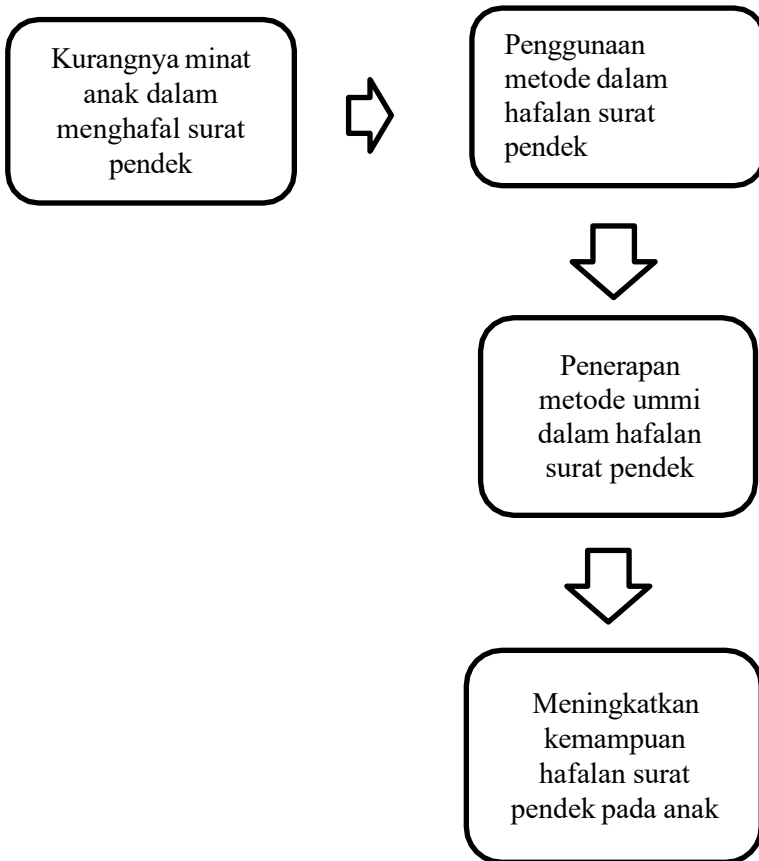 Kurangnya minat
anak dalam
menghafal surat
pendek
Penggunaan
metode dalam
hafalan surat
pendek
Penerapan
metode ummi
dalam hafalan
surat pendek
Meningkatkan
kemampuan
hafalan surat
pendek pada anak